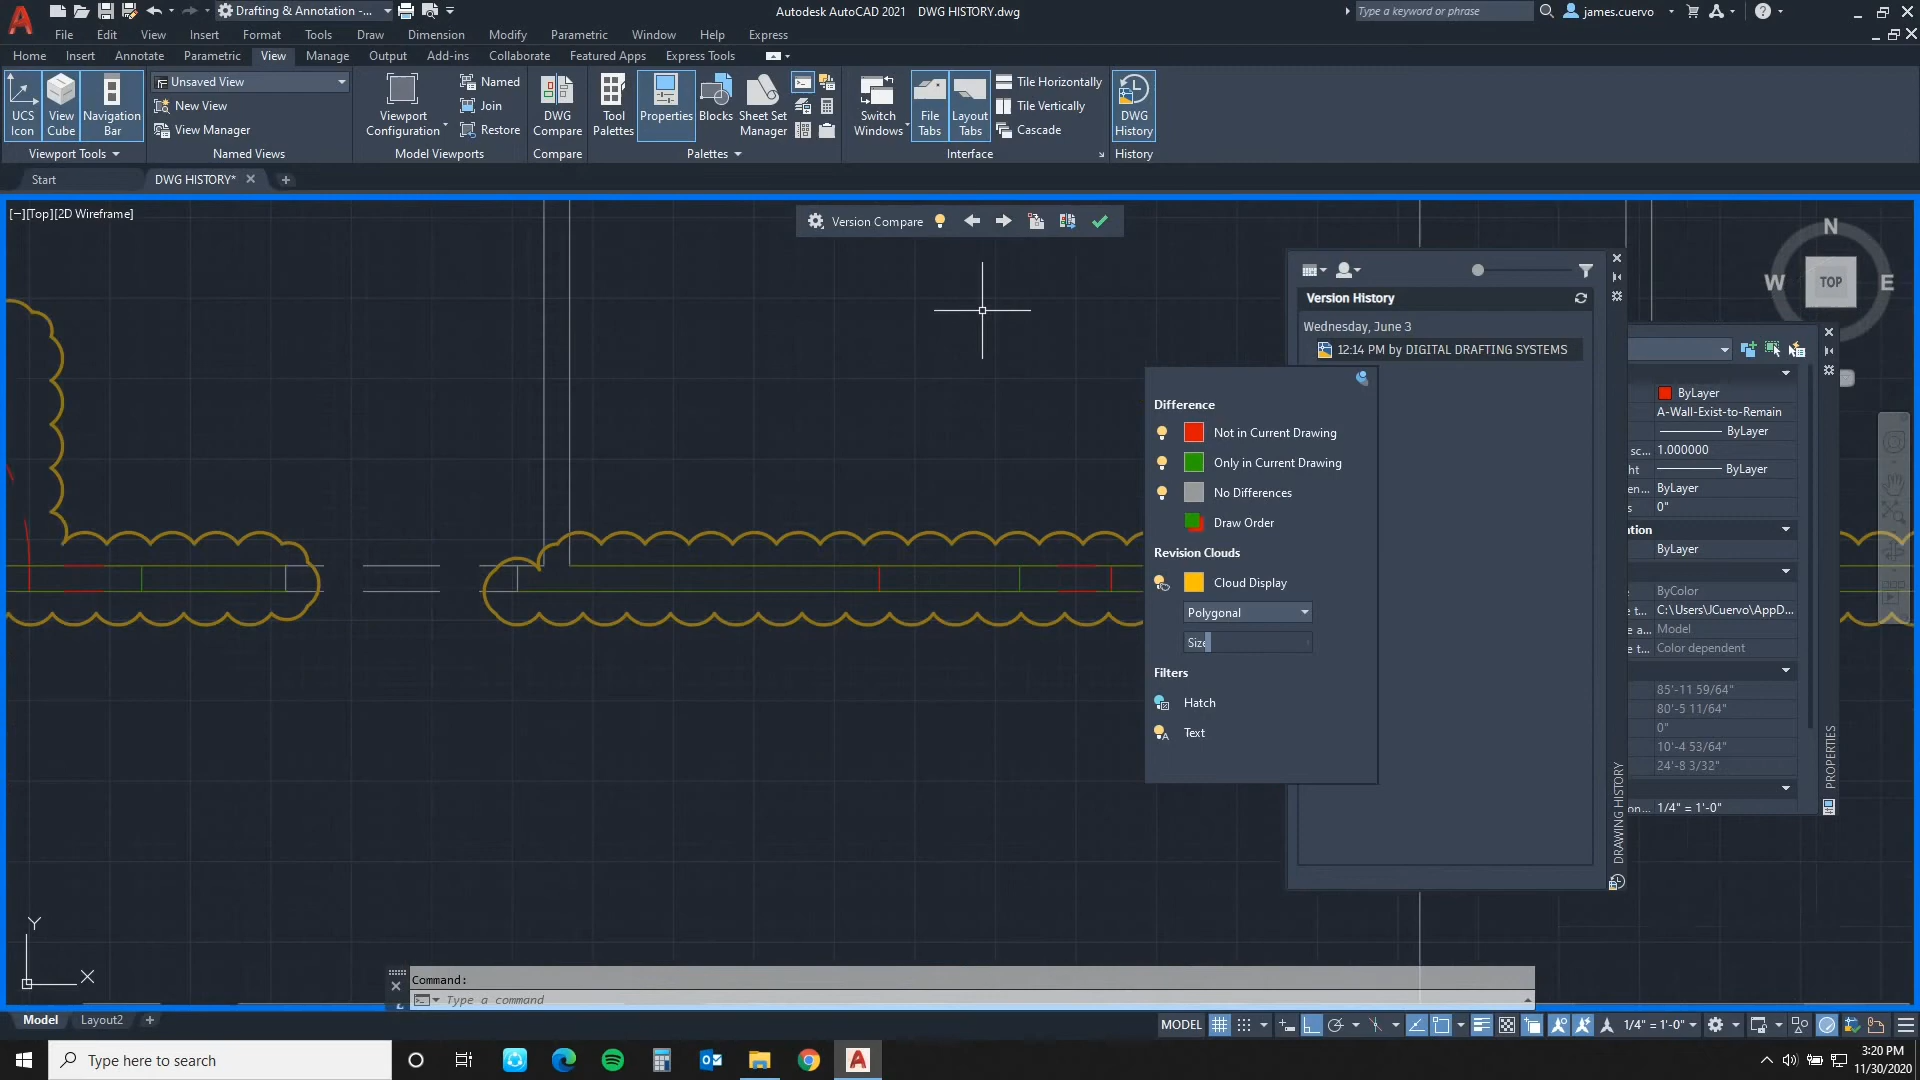 Drafting & Annotation -...
Autodesk AutoCAD 2021 DWG HISTORY.dwg
Type a keyword or phrase
james.cuervo
File Edit View Insert Format Tools Draw Dimension Modify Parametric Window Help Express
Home Insert Annotate Parametric View Manage Output Add-ins Collaborate Featured Apps Express Tools
UCS Icon
View Cube
Navigation Bar
Viewport Tools
Unsaved View
New View
View Manager
Named Views
Viewport Configuration
Named
Join
Restore
Model Viewports
DWG Compare
Compare
Tool Palettes
Properties
Blocks
Sheet Set Manager
Palettes
Switch Windows
File Tabs
Layout Tabs
Tile Horizontally
Tile Vertically
Cascade
Interface
DWG History
History
Start
DWG HISTORY*
[−][Top][2D Wireframe]
Version Compare
N
W
TOP
E
Version History
Wednesday, June 3
12:14 PM by DIGITAL DRAFTING SYSTEMS
DRAWING HISTORY
Difference
Not in Current Drawing
Only in Current Drawing
No Differences
Draw Order
Revision Clouds
Cloud Display
Polygonal
Size
Filters
Hatch
Text
ByLayer
A-Wall-Exist-to-Remain
ByLayer
sc... 1.000000
ht ByLayer
en... ByLayer
s 0"
ation
ByLayer
ByColor
e t... C:\Users\JCuervo\AppD...
e a... Model
e t... Color dependent
85'-11 59/64"
80'-5 11/64"
0"
10'-4 53/64"
24'-8 3/32"
on... 1/4" = 1'-0"
PROPERTIES
Y
X
Command:
Type a command
Model Layout2
MODEL
1/4" = 1'-0"
Type here to search
3:20 PM
11/30/2020